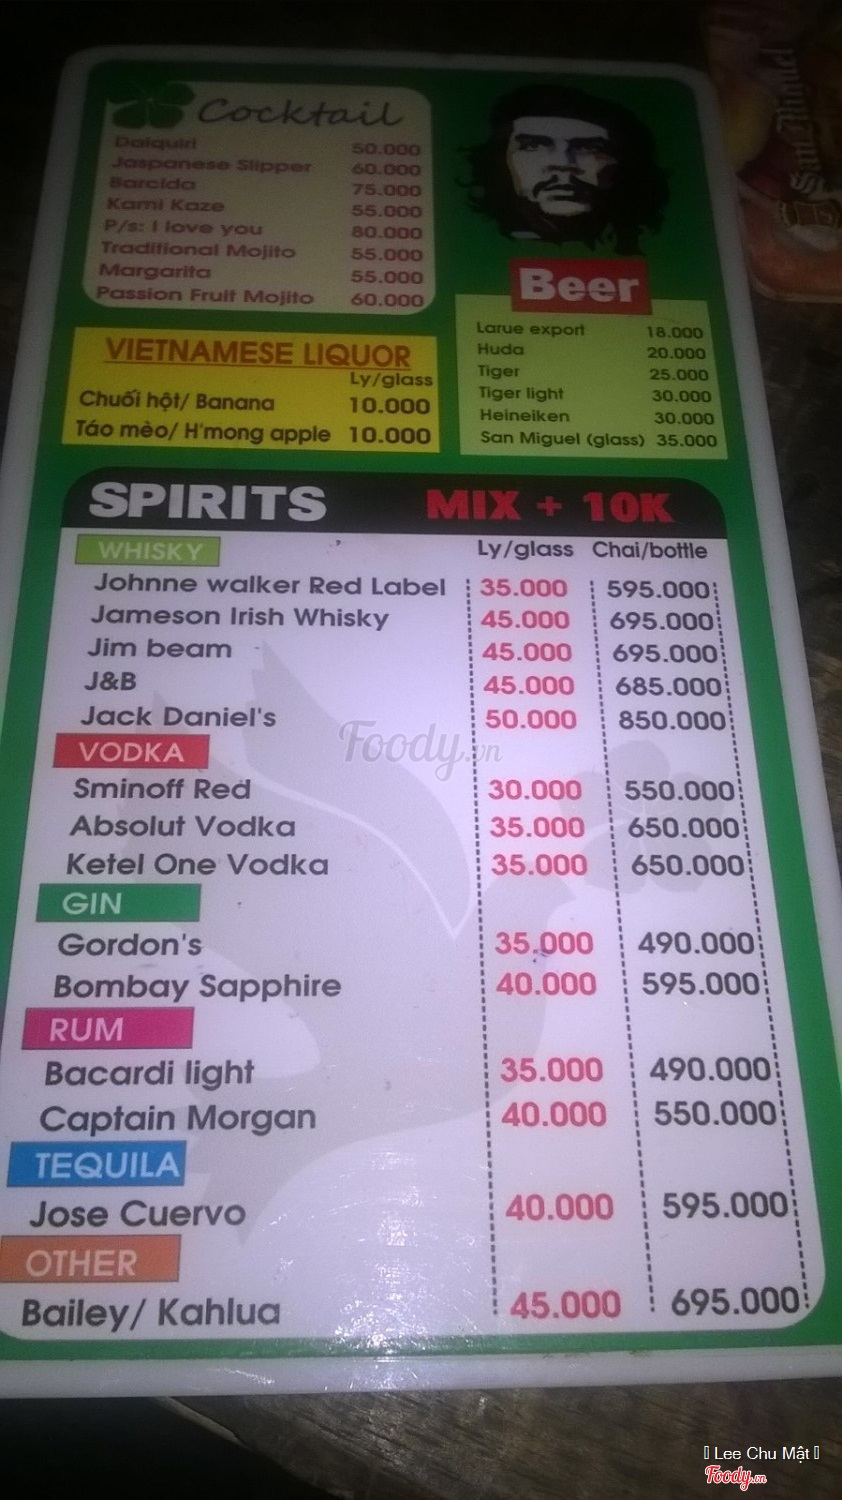 Cocktail
Daiquiri 50.000
Jaspanese Slipper 60.000
Barcida 75.000
Kami Kaze 55.000
P/s: I love you 80.000
Traditional Mojito 55.000
Margarita 55.000
Passion Fruit Mojito 60.000
San Miguel
Beer
Larue export 18.000
Huda 20.000
Tiger 25.000
Tiger light 30.000
Heineiken 30.000
San Miguel (glass) 35.000
VIETNAMESE LIQUOR
Ly/glass
Chuối hột/ Banana 10.000
Táo mèo/ H'mong apple 10.000
SPIRITS MIX + 10K
WHISKY Ly/glass Chai/bottle
Johnne walker Red Label 35.000 595.000
Jameson Irish Whisky 45.000 695.000
Jim beam 45.000 695.000
J&B 45.000 685.000
Jack Daniel's 50.000 850.000
Foody.vn
VODKA
Sminoff Red 30.000 550.000
Absolut Vodka 35.000 650.000
Ketel One Vodka 35.000 650.000
GIN
Gordon's 35.000 490.000
Bombay Sapphire 40.000 595.000
RUM
Bacardi light 35.000 490.000
Captain Morgan 40.000 550.000
TEQUILA
Jose Cuervo 40.000 595.000
OTHER
Bailey/ Kahlua 45.000 695.000
Lee Chu Mật
Foody.vn